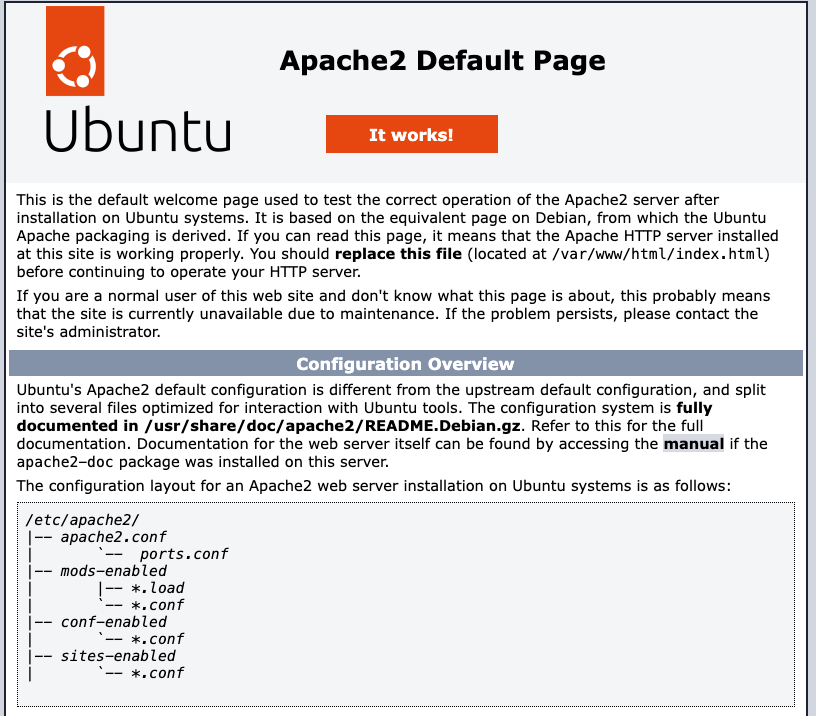 Apache2 Default Page
Ubuntu
It works!
This is the default welcome page used to test the correct operation of the Apache2 server after
installation on Ubuntu systems. It is based on the equivalent page on Debian, from which the Ubuntu
Apache packaging is derived. If you can read this page, it means that the Apache HTTP server installed
at this site is working properly. You should replace this file (located at /var/www/html/index.html)
before continuing to operate your HTTP server.
If you are a normal user of this web site and don't know what this page is about, this probably means
that the site is currently unavailable due to maintenance. If the problem persists, please contact the
site's administrator.
Configuration Overview
Ubuntu's Apache2 default configuration is different from the upstream default configuration, and split
into several files optimized for interaction with Ubuntu tools. The configuration system is fully
documented in /usr/share/doc/apache2/README.Debian.gz. Refer to this for the full
documentation. Documentation for the web server itself can be found by accessing the manual if the
apache2-doc package was installed on this server.
The configuration layout for an Apache2 web server installation on Ubuntu systems is as follows:
/etc/apache2/
|-- apache2.conf
|       `--  ports.conf
|-- mods-enabled
|       |-- *.load
|       `-- *.conf
|-- conf-enabled
|       `-- *.conf
|-- sites-enabled
|       `-- *.conf